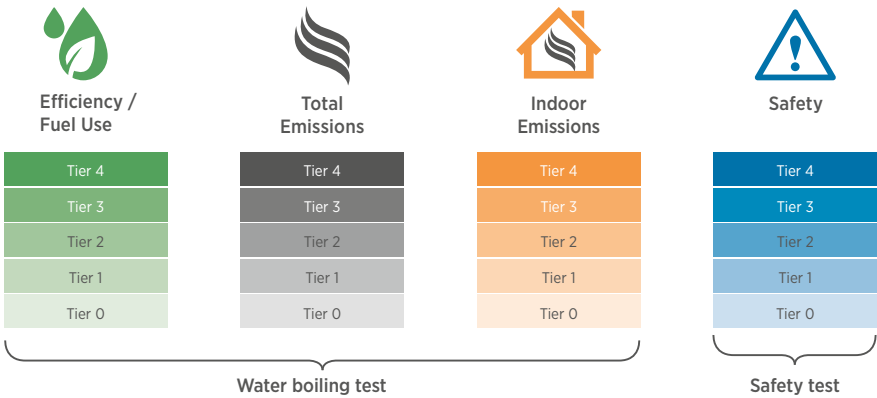 Efficiency /
Fuel Use
Total
Emissions
Indoor
Emissions
Safety
Tier 4
Tier 3
Tier 2
Tier 1
Tier 0
Tier 4
Tier 3
Tier 2
Tier 1
Tier 0
Tier 4
Tier 3
Tier 2
Tier 1
Tier 0
Tier 4
Tier 3
Tier 2
Tier 1
Tier 0
Water boiling test
Safety test